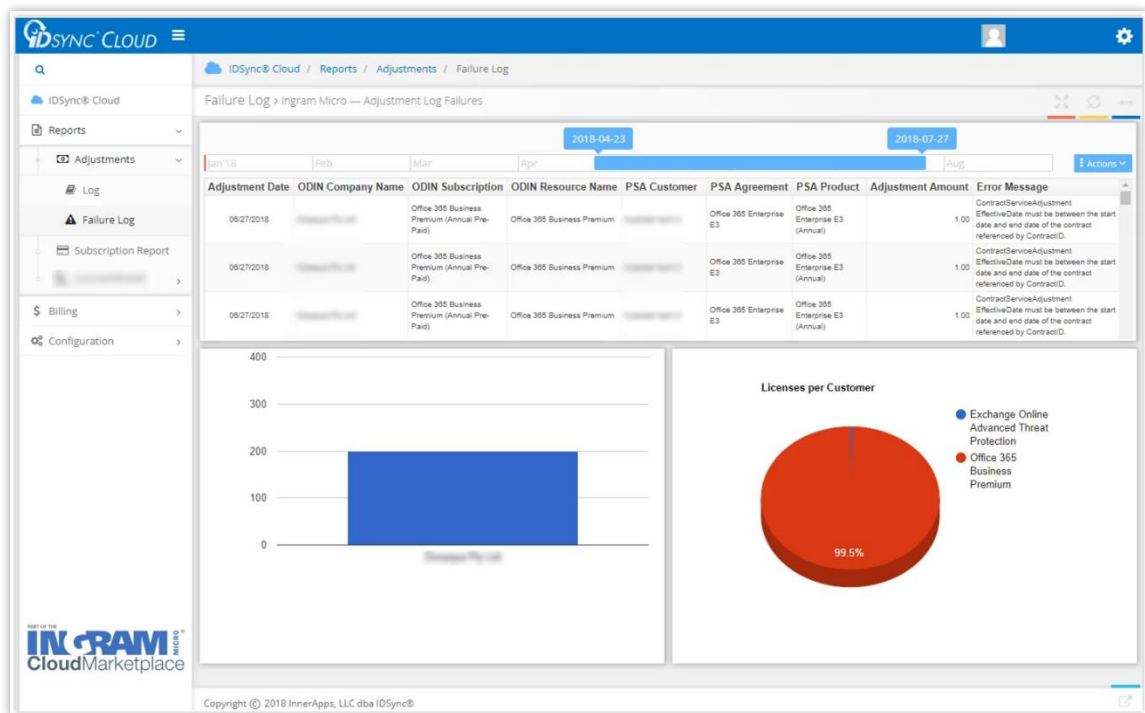 IDSYNC® CLOUD
IDSync® Cloud / Reports / Adjustments / Failure Log
IDSync® Cloud
Reports
Adjustments
Log
Failure Log
Subscription Report
$ Billing
Configuration
Failure Log › Ingram Micro — Adjustment Log Failures
2018-04-23
2018-07-27
Jan'18
Feb
Mar
Apr
Aug
Actions
Adjustment Date ODIN Company Name ODIN Subscription ODIN Resource Name PSA Customer PSA Agreement PSA Product Adjustment Amount Error Message
06/27/2018
Office 365 Business
Premium (Annual Pre-
Paid)
Office 365 Business Premium
Office 365 Enterprise
E3
Office 365
Enterprise E3
(Annual)
1.00
ContractServiceAdjustment
EffectiveDate must be between the start
date and end date of the contract
referenced by ContractID.
06/27/2018
Office 365 Business
Premium (Annual Pre-
Paid)
Office 365 Business Premium
Office 365 Enterprise
E3
Office 365
Enterprise E3
(Annual)
1.00
ContractServiceAdjustment
EffectiveDate must be between the start
date and end date of the contract
referenced by ContractID.
06/27/2018
Office 365 Business
Premium (Annual Pre-
Paid)
Office 365 Business Premium
Office 365 Enterprise
E3
Office 365
Enterprise E3
(Annual)
1.00
ContractServiceAdjustment
EffectiveDate must be between the start
date and end date of the contract
referenced by ContractID.
400
300
200
100
0
Licenses per Customer
Exchange Online
Advanced Threat
Protection
Office 365
Business
Premium
99.5%
PART OF THE
INGRAM MICRO®
CloudMarketplace
Copyright © 2018 InnerApps, LLC dba IDSync®